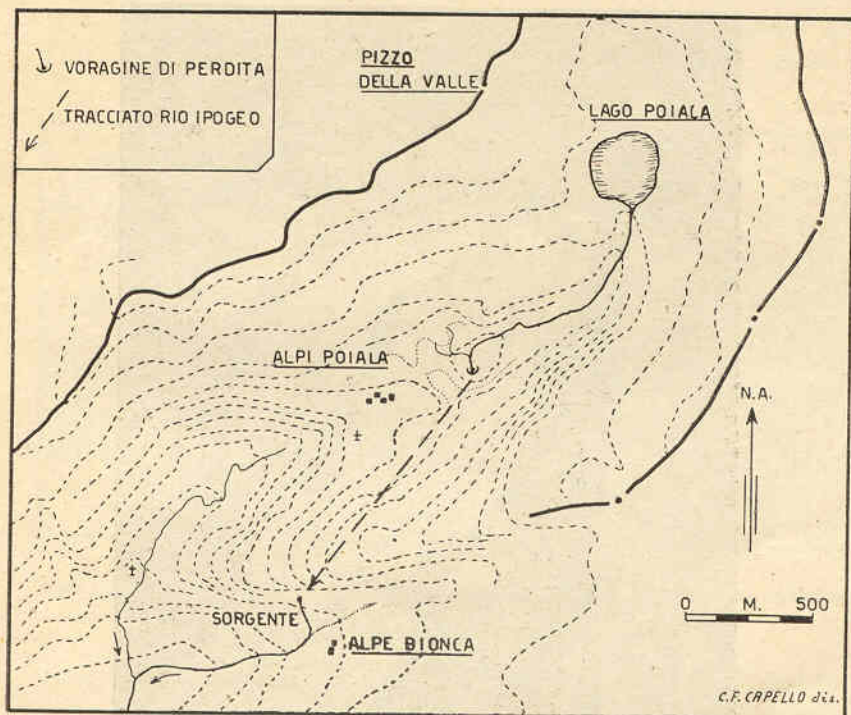 VORAGINE DI PERDITA
TRACCIATO RIO IPOGEO
PIZZO
DELLA VALLE
LAGO POIALA
ALPI POIALA
N.A.
0 M. 500
SORGENTE
ALPE BIONCA
C.F. CAPELLO dis.